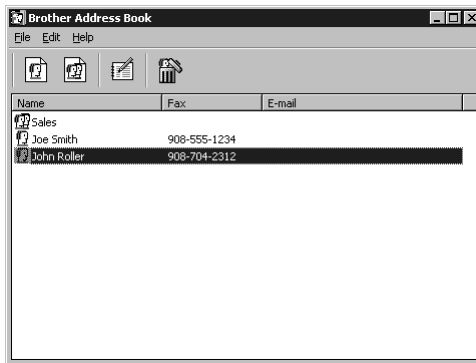 Brother Address Book
File Edit Help
Name Fax E-mail
Sales
Joe Smith 908-555-1234
John Roller 908-704-2312